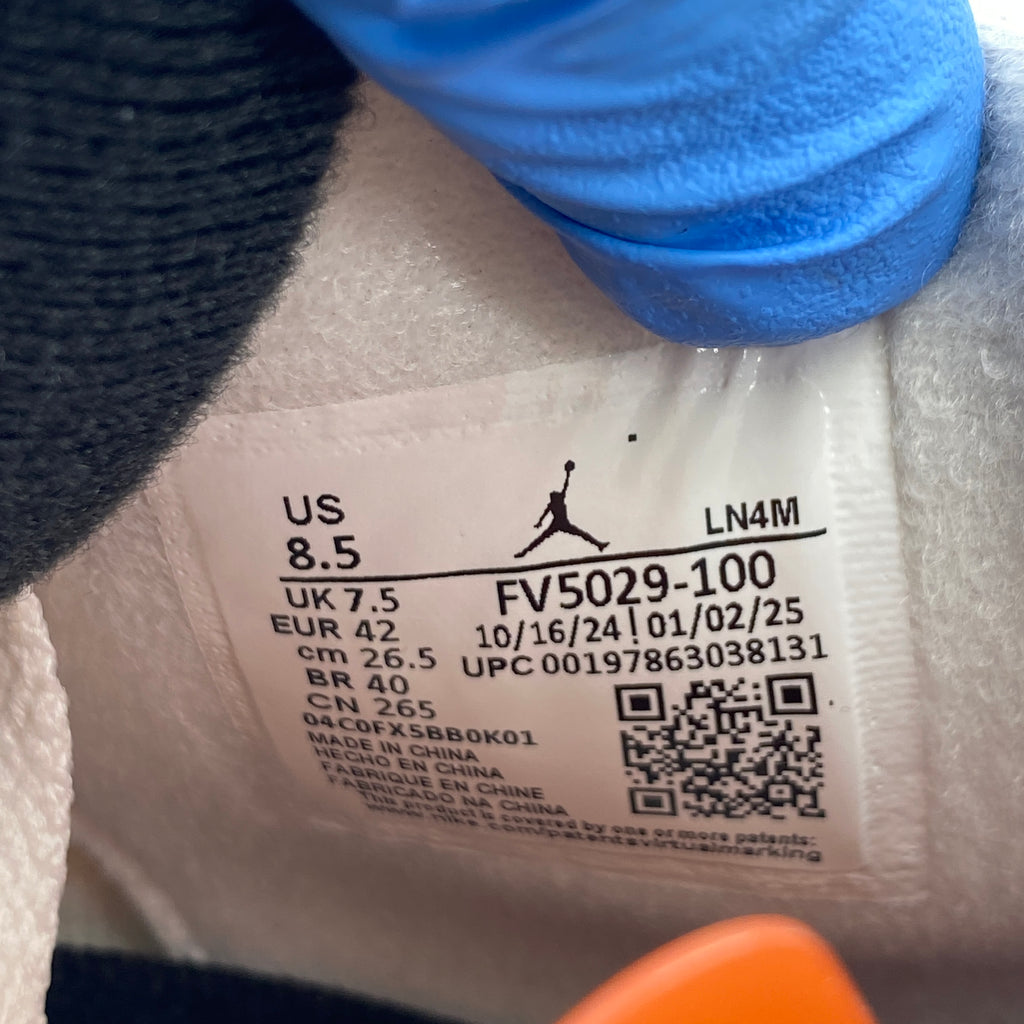 US
8.5
LN4M
UK 7.5
FV5029-100
EUR 42
10/16/24 | 01/02/25
cm 26.5
UPC 00197863038131
BR 40
CN 265
04C0FX5BB0K01
MADE IN CHINA
HECHO EN CHINA
FABRIQUE EN CHINE
FABRICADO NA CHINA
This product is covered by one or more patents:
www.nike.com/patentsvirtualmarking